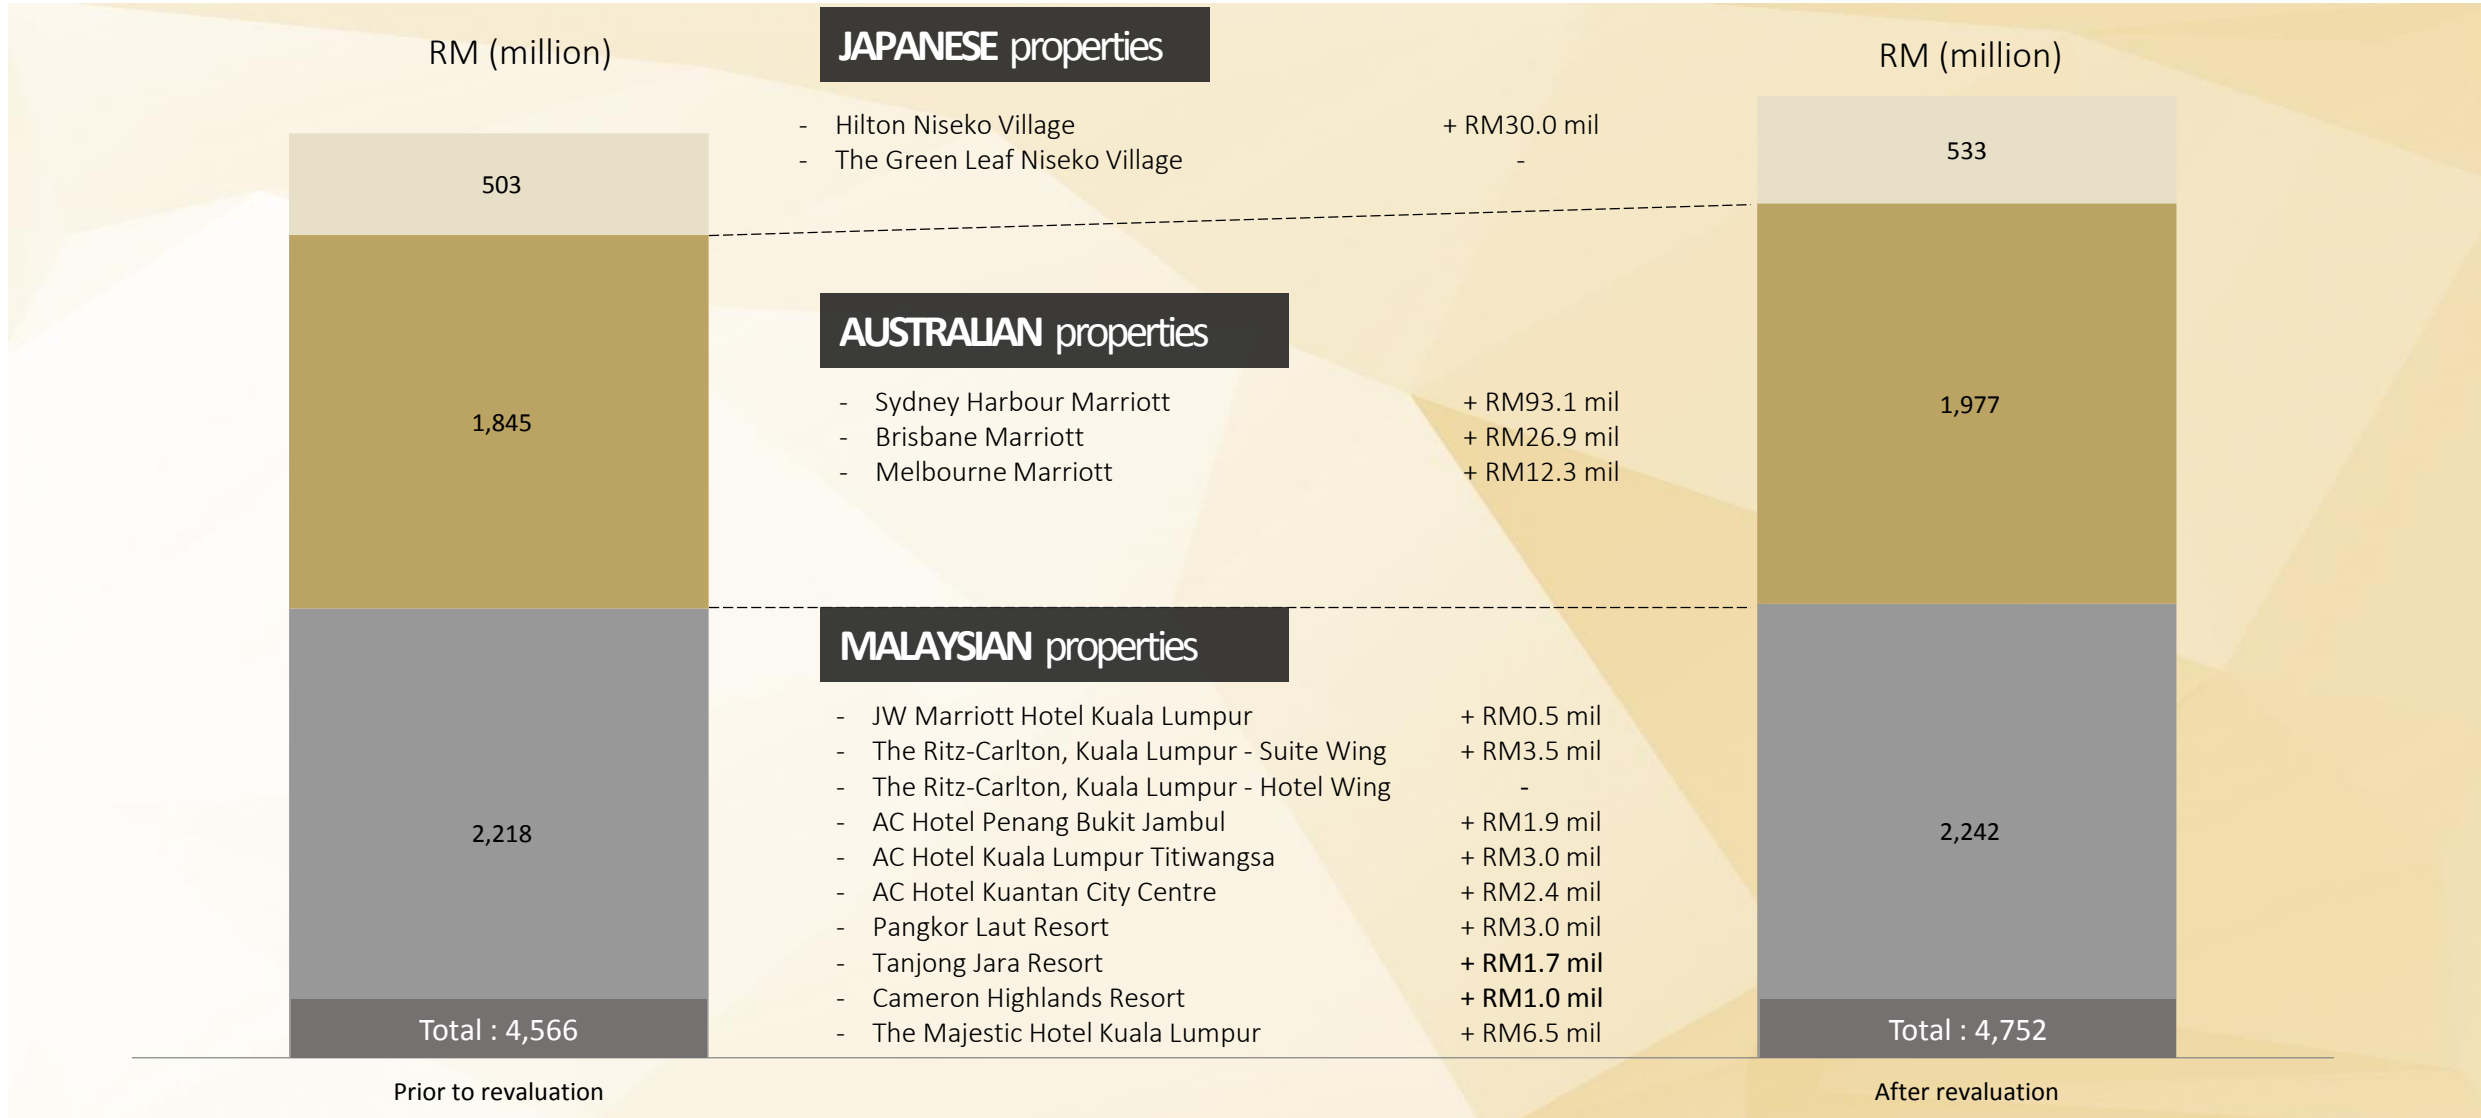 RM (million)
503
1,845
2,218
Total : 4,566
Prior to revaluation
JAPANESE properties
- Hilton Niseko Village + RM30.0 mil
- The Green Leaf Niseko Village -
AUSTRALIAN properties
- Sydney Harbour Marriott + RM93.1 mil
- Brisbane Marriott + RM26.9 mil
- Melbourne Marriott + RM12.3 mil
MALAYSIAN properties
- JW Marriott Hotel Kuala Lumpur + RM0.5 mil
- The Ritz-Carlton, Kuala Lumpur - Suite Wing + RM3.5 mil
- The Ritz-Carlton, Kuala Lumpur - Hotel Wing -
- AC Hotel Penang Bukit Jambul + RM1.9 mil
- AC Hotel Kuala Lumpur Titiwangsa + RM3.0 mil
- AC Hotel Kuantan City Centre + RM2.4 mil
- Pangkor Laut Resort + RM3.0 mil
- Tanjong Jara Resort + RM1.7 mil
- Cameron Highlands Resort + RM1.0 mil
- The Majestic Hotel Kuala Lumpur + RM6.5 mil
RM (million)
533
1,977
2,242
Total : 4,752
After revaluation